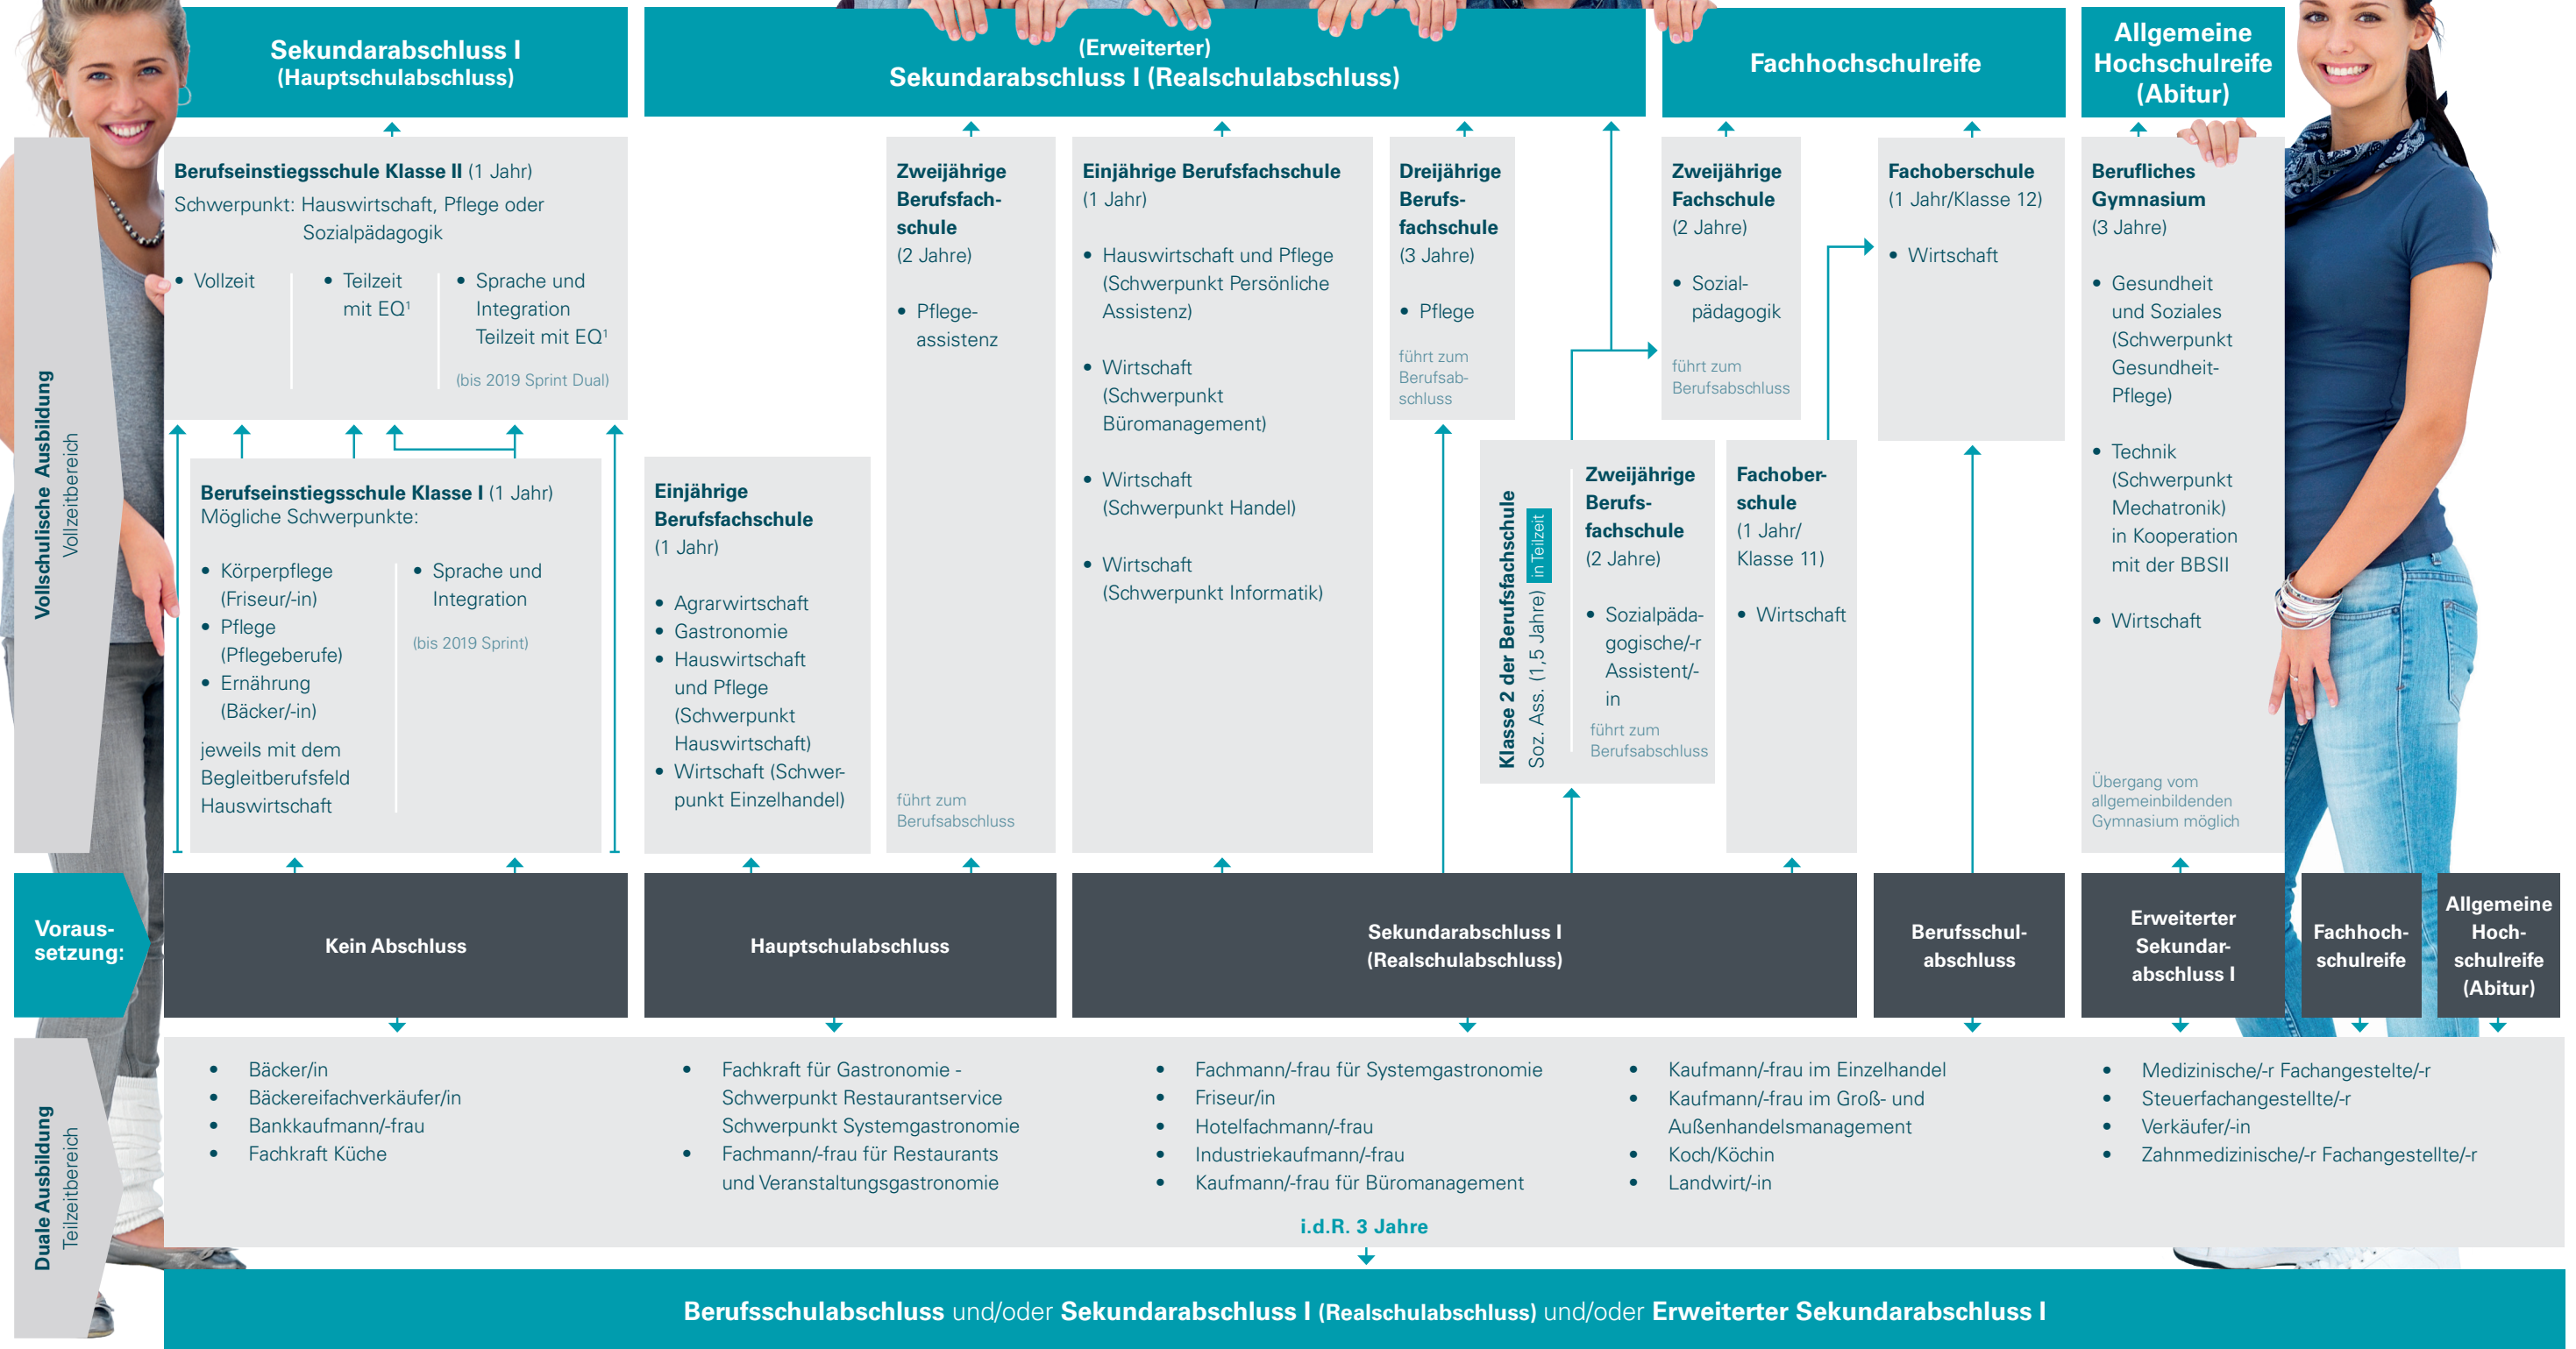 Sekundarabschluss I
(Hauptschulabschluss)
(Erweiterter)
Sekundarabschluss I (Realschulabschluss)
Fachhochschulreife
Allgemeine
Hochschulreife
(Abitur)
Vollschulische Ausbildung
Vollzeitbereich
Berufseinstiegsschule Klasse II (1 Jahr)
Schwerpunkt: Hauswirtschaft, Pflege oder
Sozialpädagogik
• Vollzeit
• Teilzeit
mit EQ¹
• Sprache und
Integration
Teilzeit mit EQ¹
(bis 2019 Sprint Dual)
Berufseinstiegsschule Klasse I (1 Jahr)
Mögliche Schwerpunkte:
• Körperpflege
(Friseur/-in)
• Pflege
(Pflegeberufe)
• Ernährung
(Bäcker/-in)
jeweils mit dem
Begleitberufsfeld
Hauswirtschaft
• Sprache und
Integration
(bis 2019 Sprint)
Einjährige
Berufsfachschule
(1 Jahr)
• Agrarwirtschaft
• Gastronomie
• Hauswirtschaft
und Pflege
(Schwerpunkt
Hauswirtschaft)
• Wirtschaft (Schwer-
punkt Einzelhandel)
Zweijährige
Berufsfach-
schule
(2 Jahre)
• Pflege-
assistenz
führt zum
Berufsabschluss
Einjährige Berufsfachschule
(1 Jahr)
• Hauswirtschaft und Pflege
(Schwerpunkt Persönliche
Assistenz)
• Wirtschaft
(Schwerpunkt
Büromanagement)
• Wirtschaft
(Schwerpunkt Handel)
• Wirtschaft
(Schwerpunkt Informatik)
Dreijährige
Berufs-
fachschule
(3 Jahre)
• Pflege
führt zum
Berufsab-
schluss
Klasse 2 der Berufsfachschule
Soz. Ass. (1,5 Jahre) in Teilzeit
Zweijährige
Berufs-
fachschule
(2 Jahre)
• Sozialpäda-
gogische/-r
Assistent/-
in
führt zum
Berufsabschluss
Zweijährige
Fachschule
(2 Jahre)
• Sozial-
pädagogik
führt zum
Berufsabschluss
Fachober-
schule
(1 Jahr/
Klasse 11)
• Wirtschaft
Fachoberschule
(1 Jahr/Klasse 12)
• Wirtschaft
Berufliches
Gymnasium
(3 Jahre)
• Gesundheit
und Soziales
(Schwerpunkt
Gesundheit-
Pflege)
• Technik
(Schwerpunkt
Mechatronik)
in Kooperation
mit der BBSII
• Wirtschaft
Übergang vom
allgemeinbildenden
Gymnasium möglich
Voraus-
setzung:
Kein Abschluss
Hauptschulabschluss
Sekundarabschluss I
(Realschulabschluss)
Berufsschul-
abschluss
Erweiterter
Sekundar-
abschluss I
Fachhoch-
schulreife
Allgemeine
Hoch-
schulreife
(Abitur)
Duale Ausbildung
Teilzeitbereich
• Bäcker/in
• Bäckereifachverkäufer/in
• Bankkaufmann/-frau
• Fachkraft Küche
• Fachkraft für Gastronomie -
Schwerpunkt Restaurantservice
Schwerpunkt Systemgastronomie
• Fachmann/-frau für Restaurants
und Veranstaltungsgastronomie
• Fachmann/-frau für Systemgastronomie
• Friseur/in
• Hotelfachmann/-frau
• Industriekaufmann/-frau
• Kaufmann/-frau für Büromanagement
• Kaufmann/-frau im Einzelhandel
• Kaufmann/-frau im Groß- und
Außenhandelsmanagement
• Koch/Köchin
• Landwirt/-in
• Medizinische/-r Fachangestelte/-r
• Steuerfachangestellte/-r
• Verkäufer/-in
• Zahnmedizinische/-r Fachangestellte/-r
i.d.R. 3 Jahre
Berufsschulabschluss und/oder Sekundarabschluss I (Realschulabschluss) und/oder Erweiterter Sekundarabschluss I